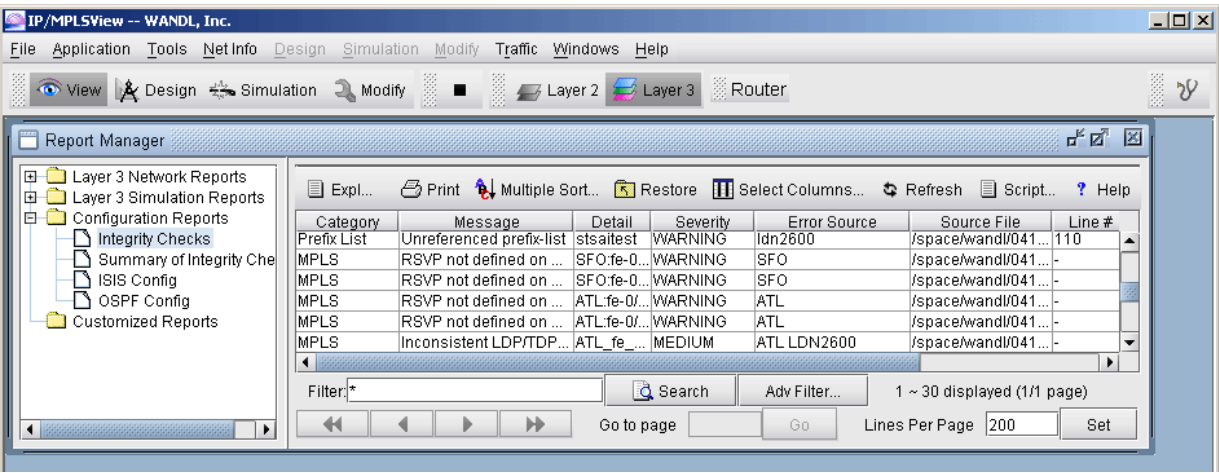 IP/MPLSView -- WANDL, Inc.
File Application Tools Net Info Design Simulation Modify Traffic Windows Help
View Design Simulation Modify Layer 2 Layer 3 Router
Report Manager
Layer 3 Network Reports
Layer 3 Simulation Reports
Configuration Reports
Integrity Checks
Summary of Integrity Che
ISIS Config
OSPF Config
Customized Reports
Expl... Print Multiple Sort... Restore Select Columns... Refresh Script... ? Help
Category Message Detail Severity Error Source Source File Line #
Prefix List Unreferenced prefix-list stsaitest WARNING ldn2600 /space/wandl/041... 110
MPLS RSVP not defined on ... SFO:fe-0... WARNING SFO /space/wandl/041... -
MPLS RSVP not defined on ... SFO:fe-0... WARNING SFO /space/wandl/041... -
MPLS RSVP not defined on ... ATL:fe-0/... WARNING ATL /space/wandl/041... -
MPLS RSVP not defined on ... ATL:fe-0/... WARNING ATL /space/wandl/041... -
MPLS Inconsistent LDP/TDP... ATL_fe_... MEDIUM ATL LDN2600 /space/wandl/041... -
Filter: * Search Adv Filter... 1 ~ 30 displayed (1/1 page)
Go to page Go Lines Per Page 200 Set